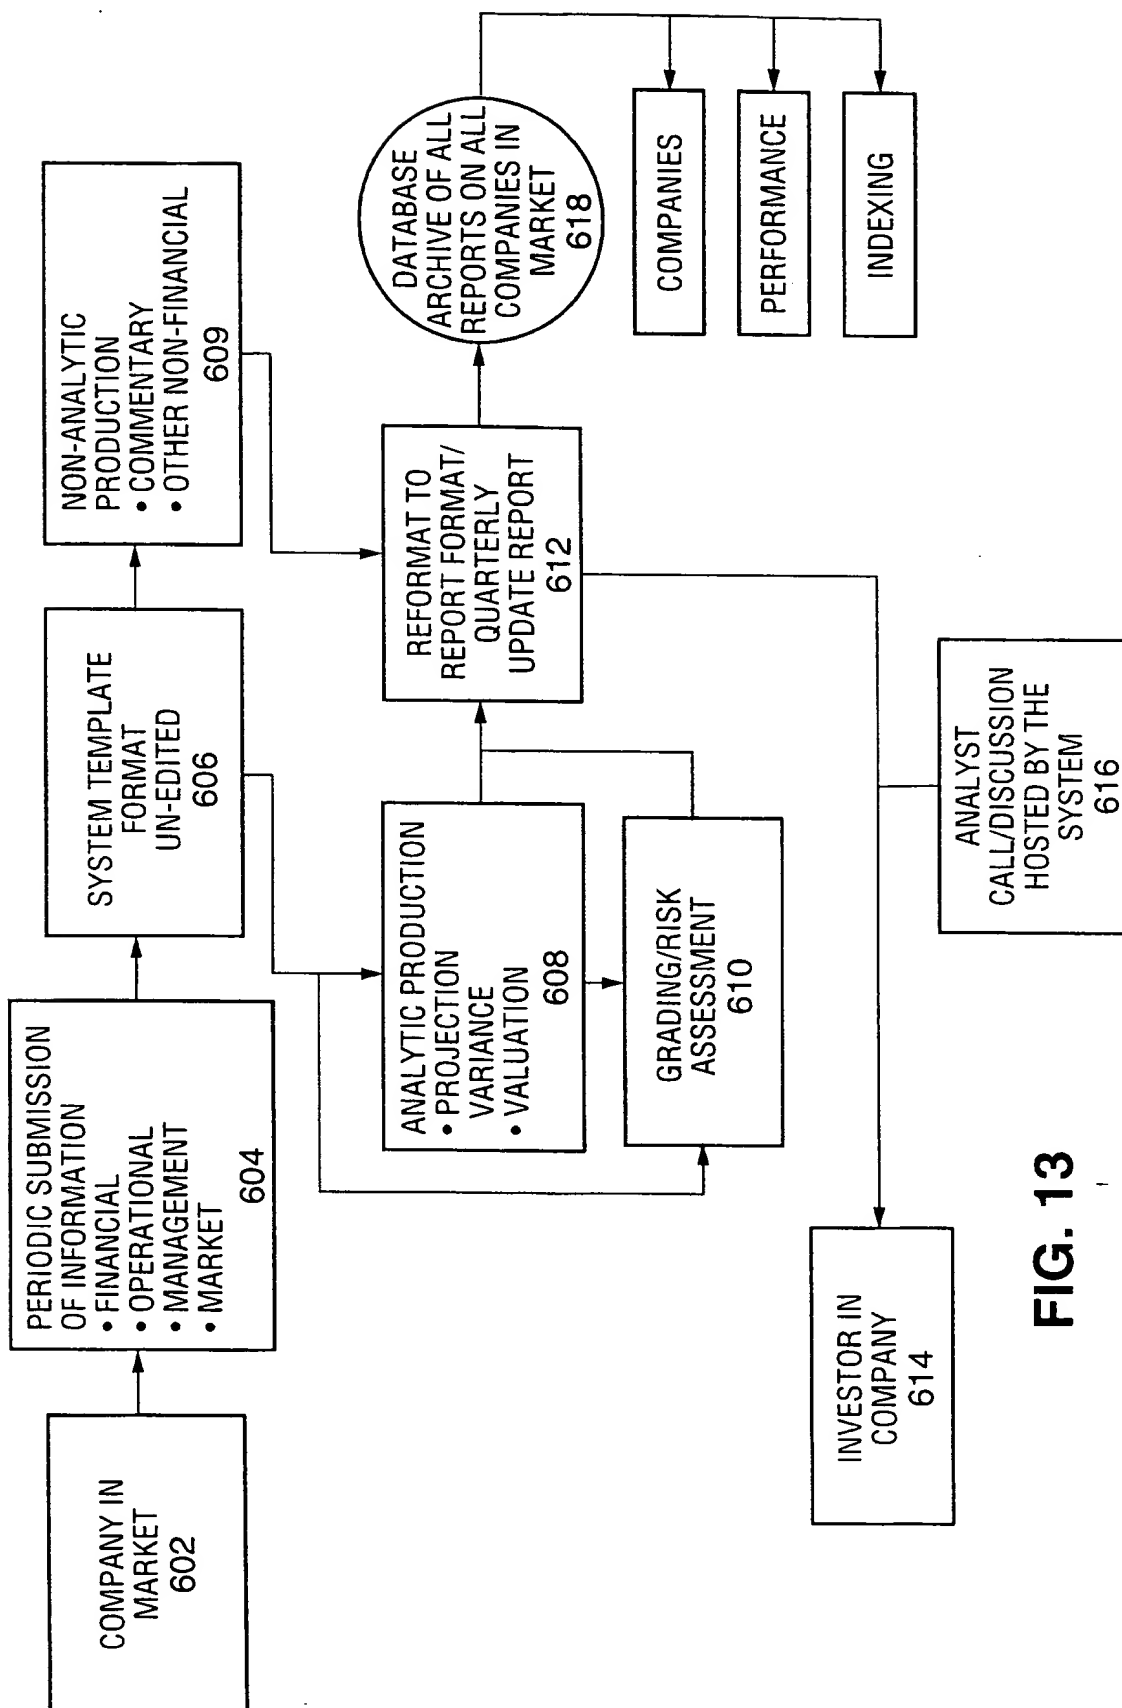 COMPANY IN
MARKET
602
PERIODIC SUBMISSION
OF INFORMATION
• FINANCIAL
• OPERATIONAL
• MANAGEMENT
• MARKET
604
SYSTEM TEMPLATE
FORMAT
UN-EDITED
606
NON-ANALYTIC
PRODUCTION
• COMMENTARY
• OTHER NON-FINANCIAL
609
ANALYTIC PRODUCTION
• PROJECTION
VARIANCE
• VALUATION
608
GRADING/RISK
ASSESSMENT
610
REFORMAT TO
REPORT FORMAT/
QUARTERLY
UPDATE REPORT
612
DATABASE
ARCHIVE OF ALL
REPORTS ON ALL
COMPANIES IN
MARKET
618
COMPANIES
PERFORMANCE
INDEXING
INVESTOR IN
COMPANY
614
ANALYST
CALL/DISCUSSION
HOSTED BY THE
SYSTEM
616
FIG. 13